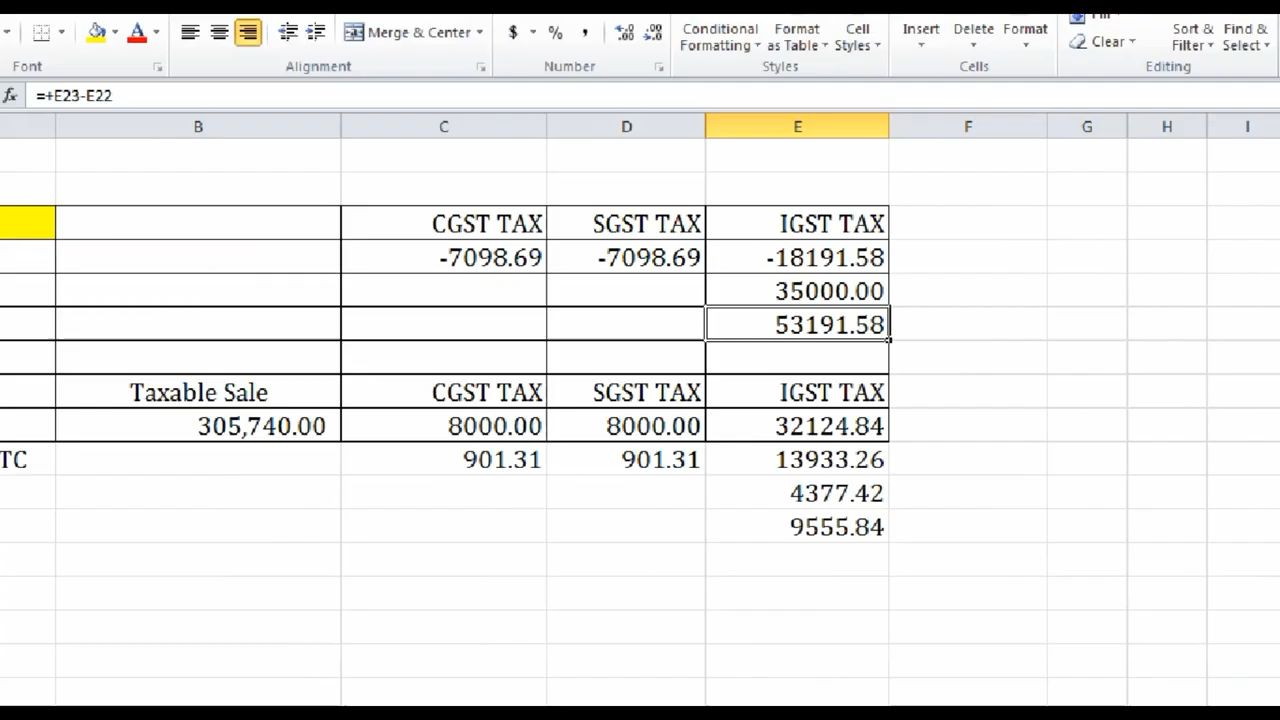 Conditional Format Cell Insert Delete Format Sort & Find &
Merge & Center $ % , Formatting as Table Styles Clear Filter Select
Font Alignment Number Styles Cells Editing
fx =+E23-E22
B C D E F G H I
CGST TAX SGST TAX IGST TAX
-7098.69 -7098.69 -18191.58
35000.00
53191.58
Taxable Sale CGST TAX SGST TAX IGST TAX
305,740.00 8000.00 8000.00 32124.84
TC 901.31 901.31 13933.26
4377.42
9555.84